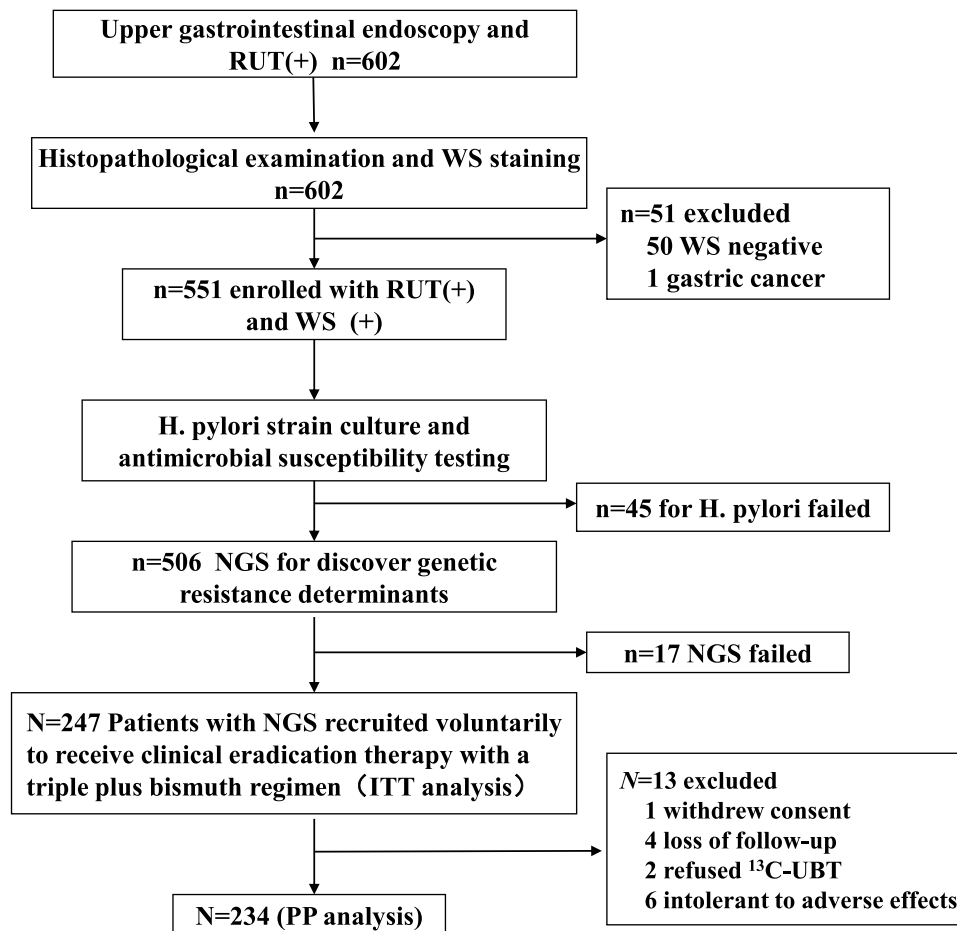 Upper gastrointestinal endoscopy and
RUT(+) n=602
Histopathological examination and WS staining
n=602
n=51 excluded
50 WS negative
1 gastric cancer
n=551 enrolled with RUT(+)
and WS (+)
H. pylori strain culture and
antimicrobial susceptibility testing
n=45 for H. pylori failed
n=506 NGS for discover genetic
resistance determinants
n=17 NGS failed
N=247 Patients with NGS recruited voluntarily
to receive clinical eradication therapy with a
triple plus bismuth regimen（ITT analysis）
N=13 excluded
1 withdrew consent
4 loss of follow-up
2 refused ¹³C-UBT
6 intolerant to adverse effects
N=234 (PP analysis)